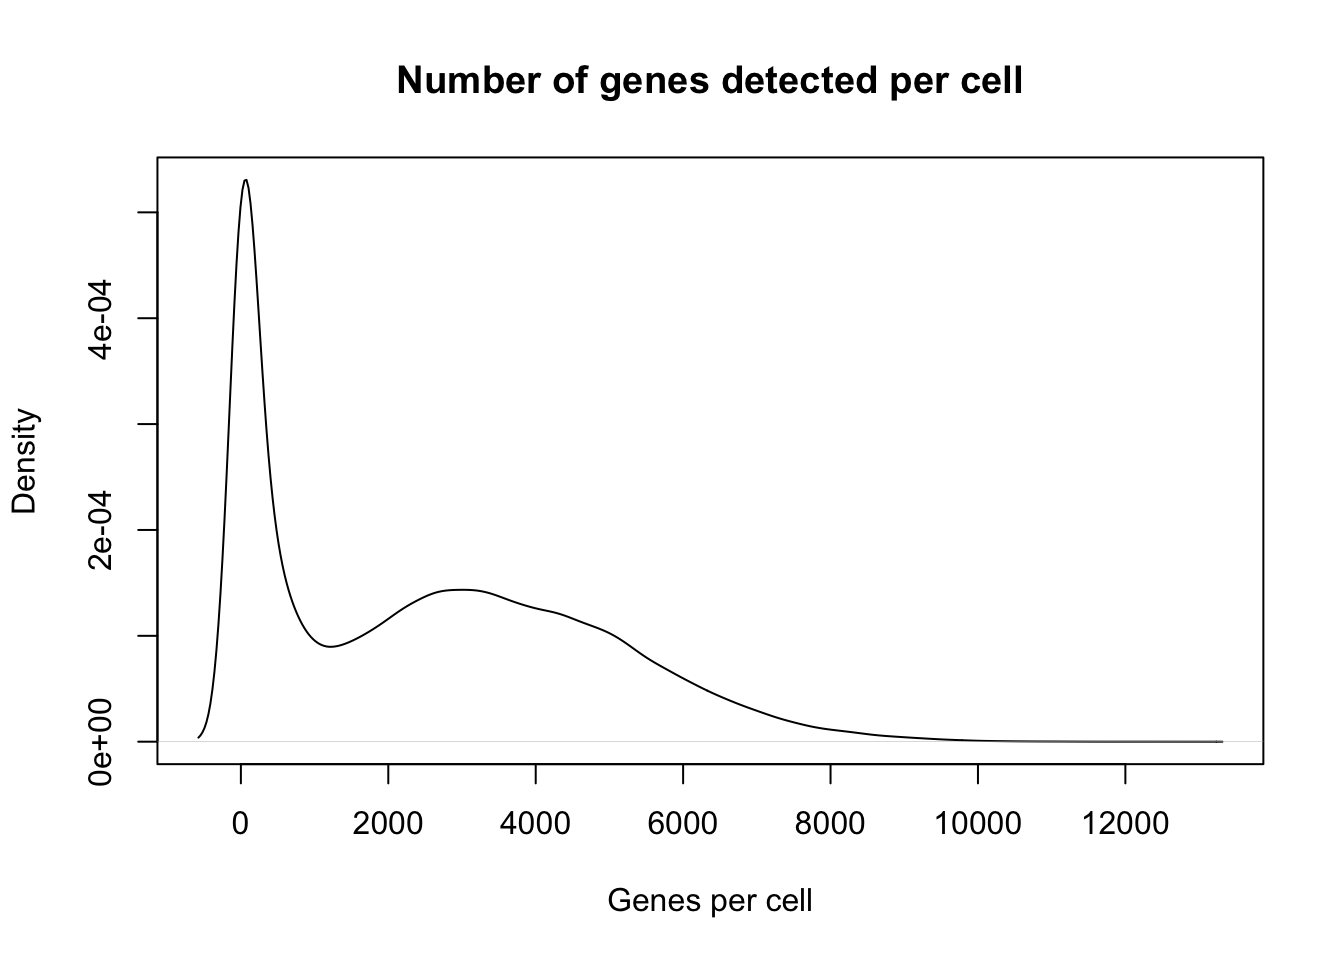 Number of genes detected per cell
Density
4e-04
2e-04
0e+00
0 2000 4000 6000 8000 10000 12000
Genes per cell